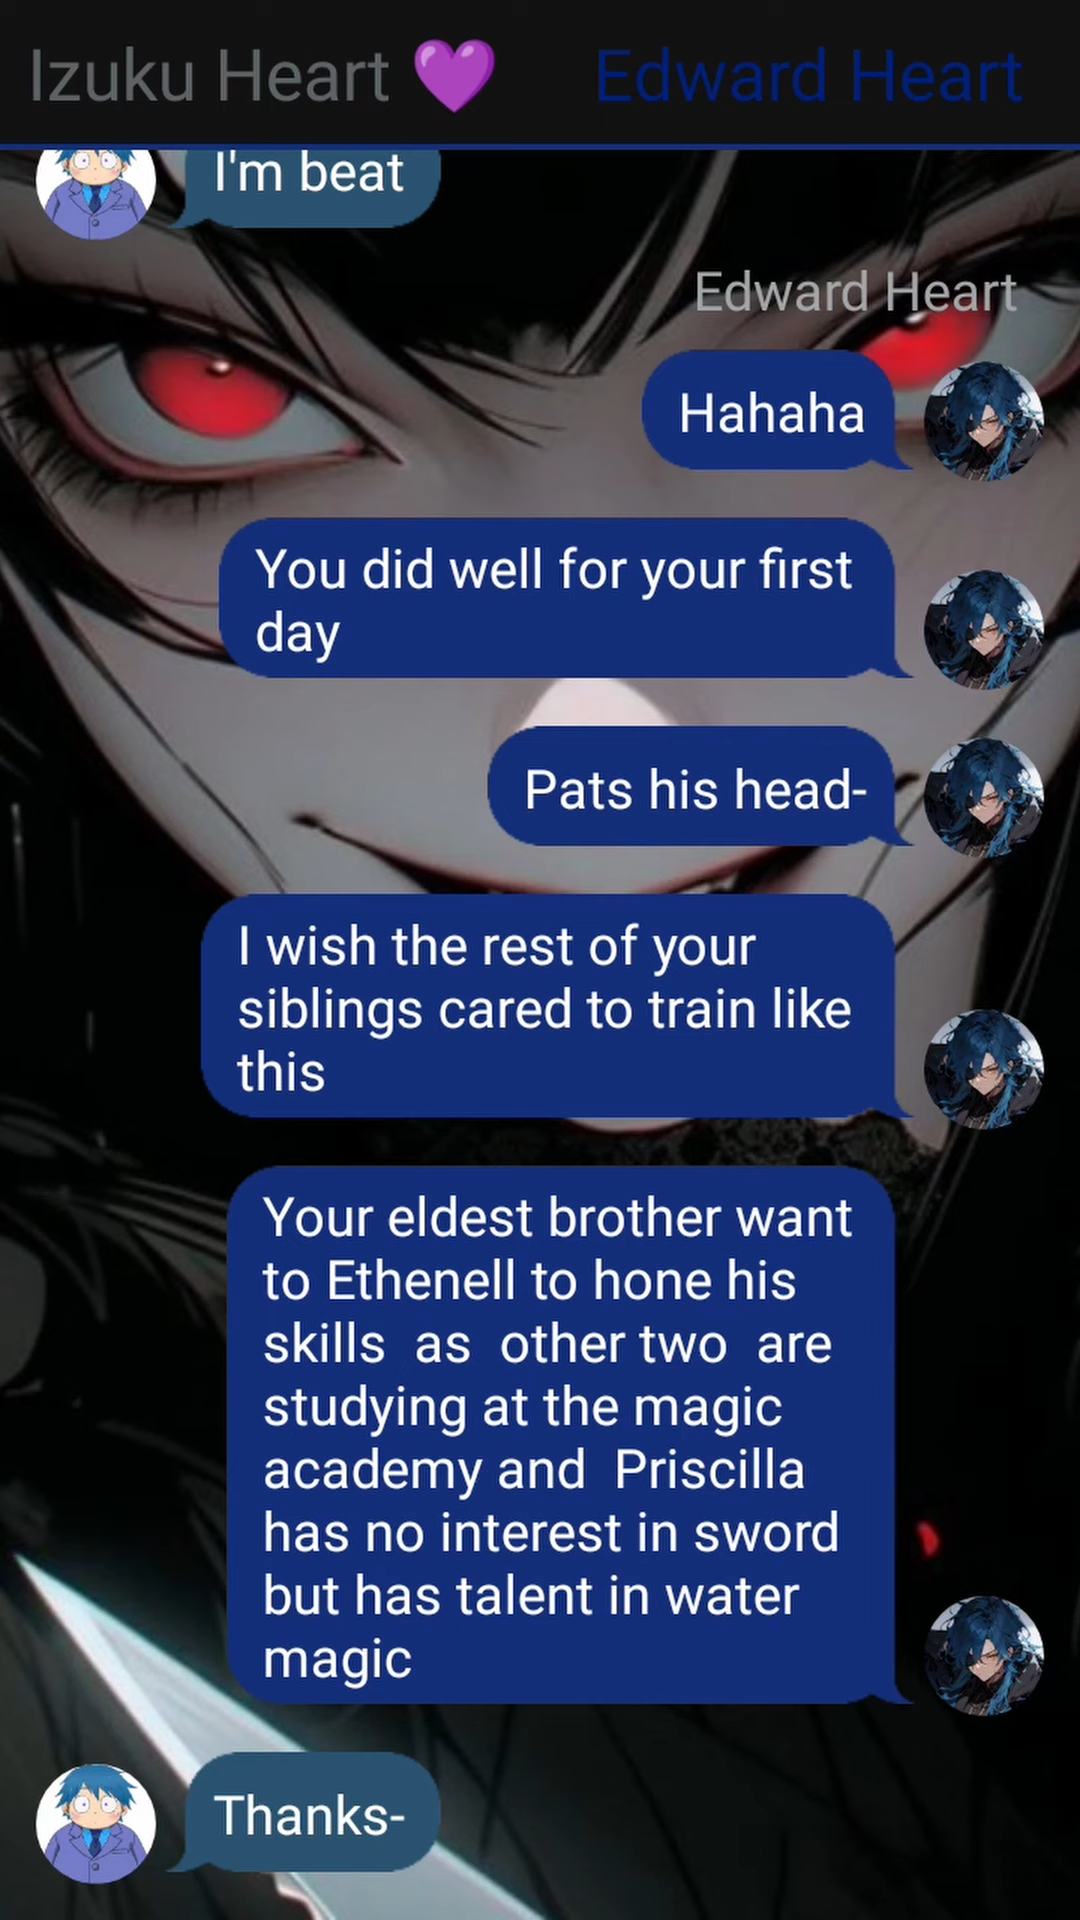 Izuku Heart 💜 Edward Heart
I'm beat
Edward Heart
Hahaha
You did well for your first
day
Pats his head-
I wish the rest of your
siblings cared to train like
this
Your eldest brother want
to Ethenell to hone his
skills as other two are
studying at the magic
academy and Priscilla
has no interest in sword
but has talent in water
magic
Thanks-